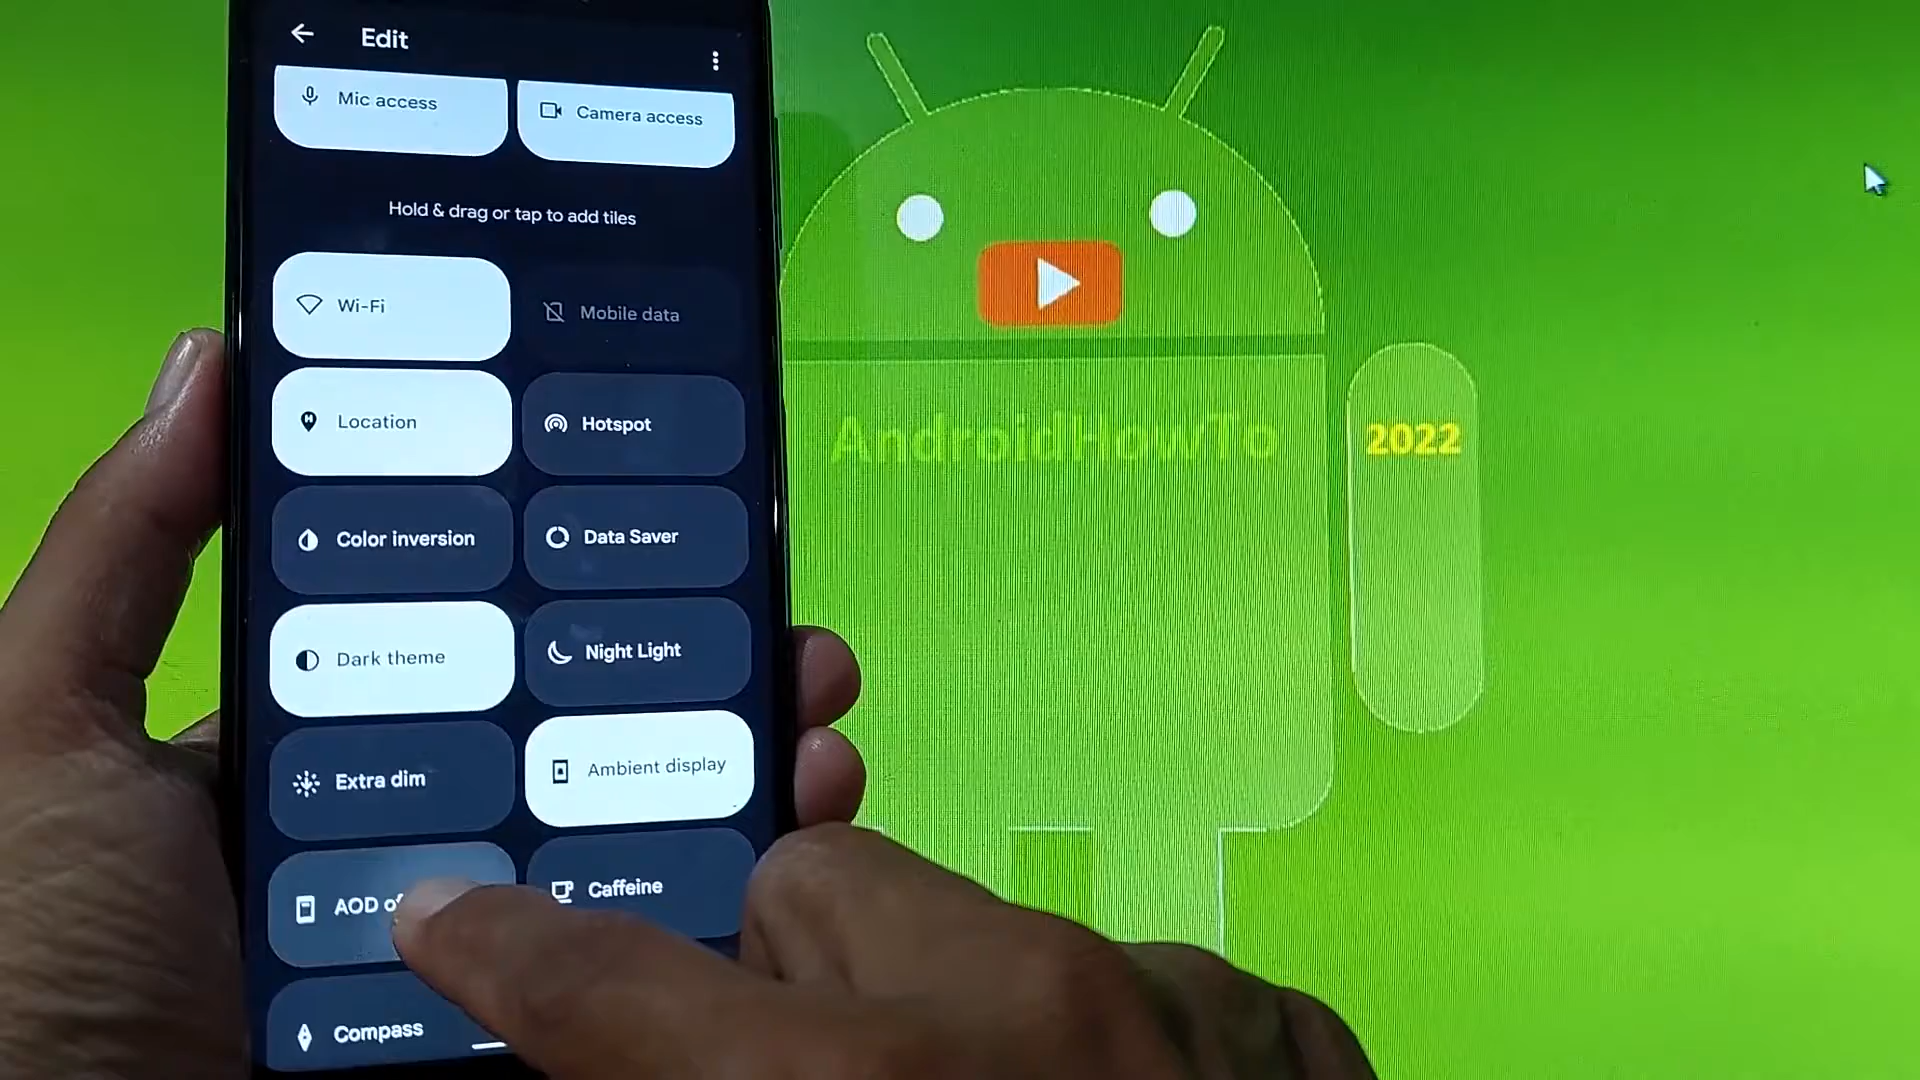 Edit
Mic access
Camera access
Hold & drag or tap to add tiles
Wi-Fi
Mobile data
Location
Hotspot
Color inversion
Data Saver
Dark theme
Night Light
Extra dim
Ambient display
AOD
Caffeine
Compass
AndroidHowTo
2022